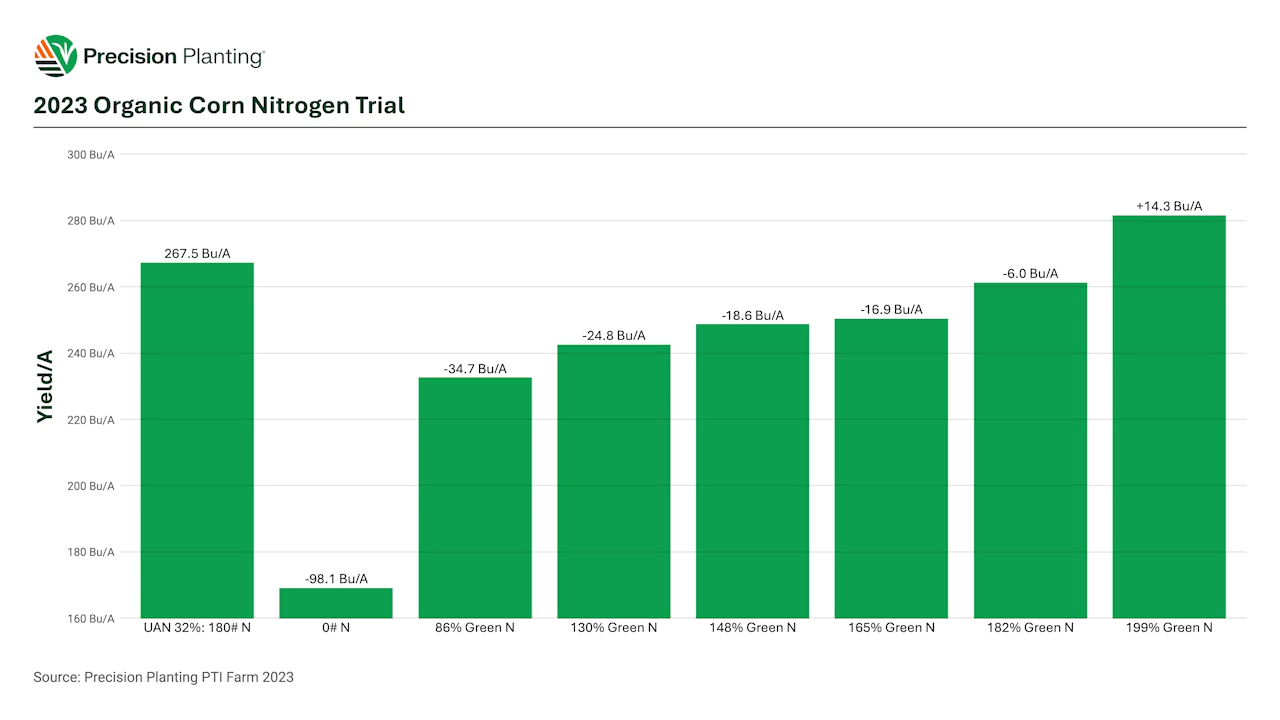 Precision Planting®
2023 Organic Corn Nitrogen Trial
Yield/A
300 Bu/A
280 Bu/A
260 Bu/A
240 Bu/A
220 Bu/A
200 Bu/A
180 Bu/A
160 Bu/A
267.5 Bu/A
-98.1 Bu/A
-34.7 Bu/A
-24.8 Bu/A
-18.6 Bu/A
-16.9 Bu/A
-6.0 Bu/A
+14.3 Bu/A
UAN 32%: 180# N
0# N
86% Green N
130% Green N
148% Green N
165% Green N
182% Green N
199% Green N
Source: Precision Planting PTI Farm 2023